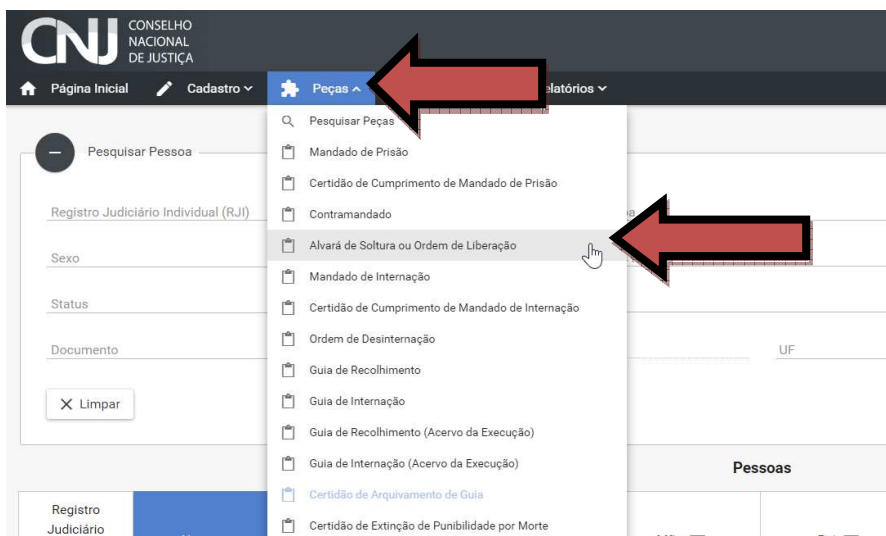 CNJ
CONSELHO
NACIONAL
DE JUSTIÇA
Página Inicial Cadastro Peças elatórios
Pesquisar Peças
Pesquisar Pessoa
Mandado de Prisão
Certidão de Cumprimento de Mandado de Prisão
Registro Judiciário Individual (RJI)
Contramandado
Alvará de Soltura ou Ordem de Liberação
Sexo
Mandado de Internação
Status
Certidão de Cumprimento de Mandado de Internação
Ordem de Desinternação
Documento UF
Guia de Recolhimento
Limpar
Guia de Internação
Guia de Recolhimento (Acervo da Execução)
Guia de Internação (Acervo da Execução)
Pessoas
Certidão de Arquivamento de Guia
Registro
Judiciário
Certidão de Extinção de Punibilidade por Morte